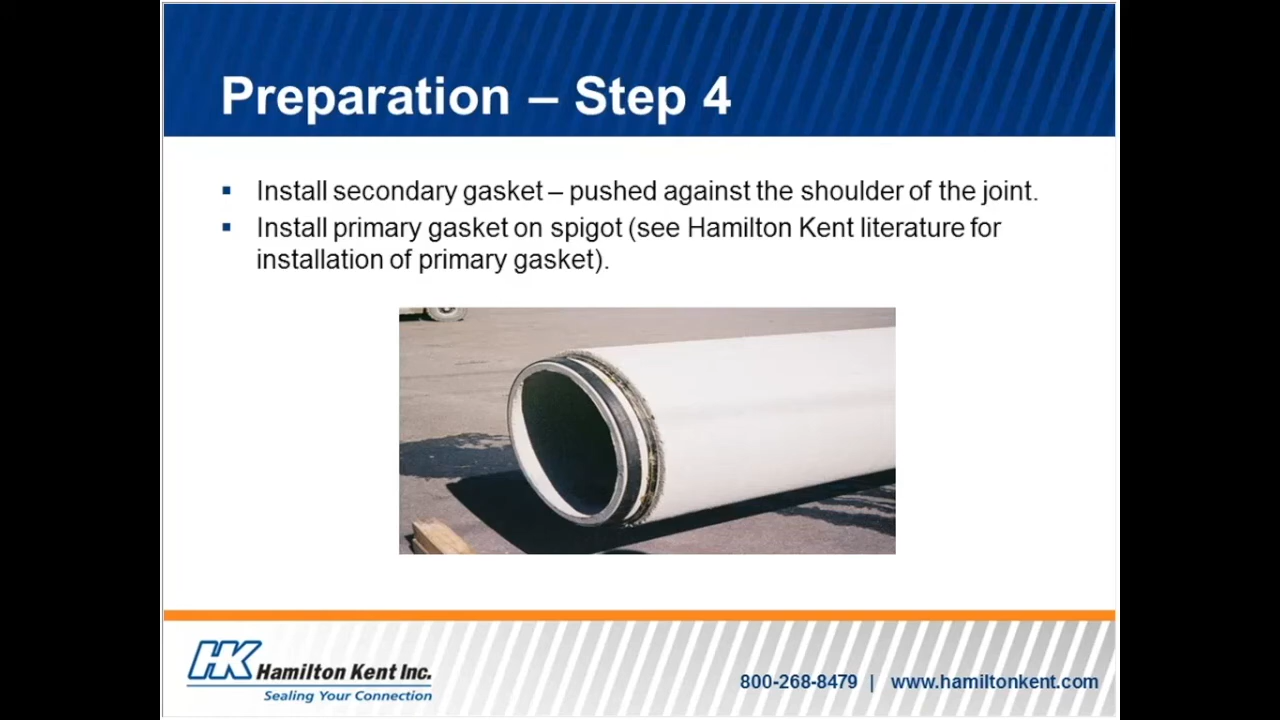 Preparation – Step 4
▪ Install secondary gasket – pushed against the shoulder of the joint.
▪ Install primary gasket on spigot (see Hamilton Kent literature for
installation of primary gasket).
HK Hamilton Kent Inc.
Sealing Your Connection
800-268-8479 | www.hamiltonkent.com